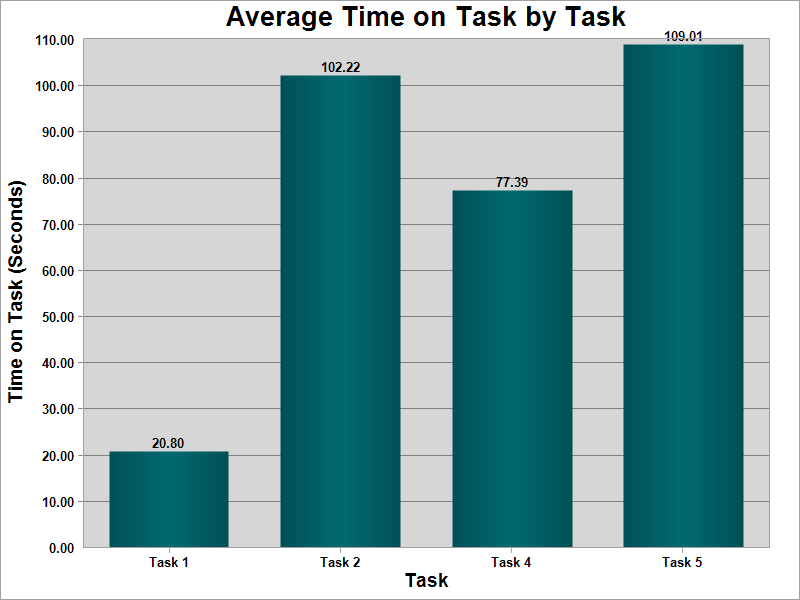 Average Time on Task by Task
110.00
100.00
90.00
80.00
70.00
60.00
50.00
40.00
30.00
20.00
10.00
0.00
Time on Task (Seconds)
20.80
102.22
77.39
109.01
Task 1
Task 2
Task 4
Task 5
Task